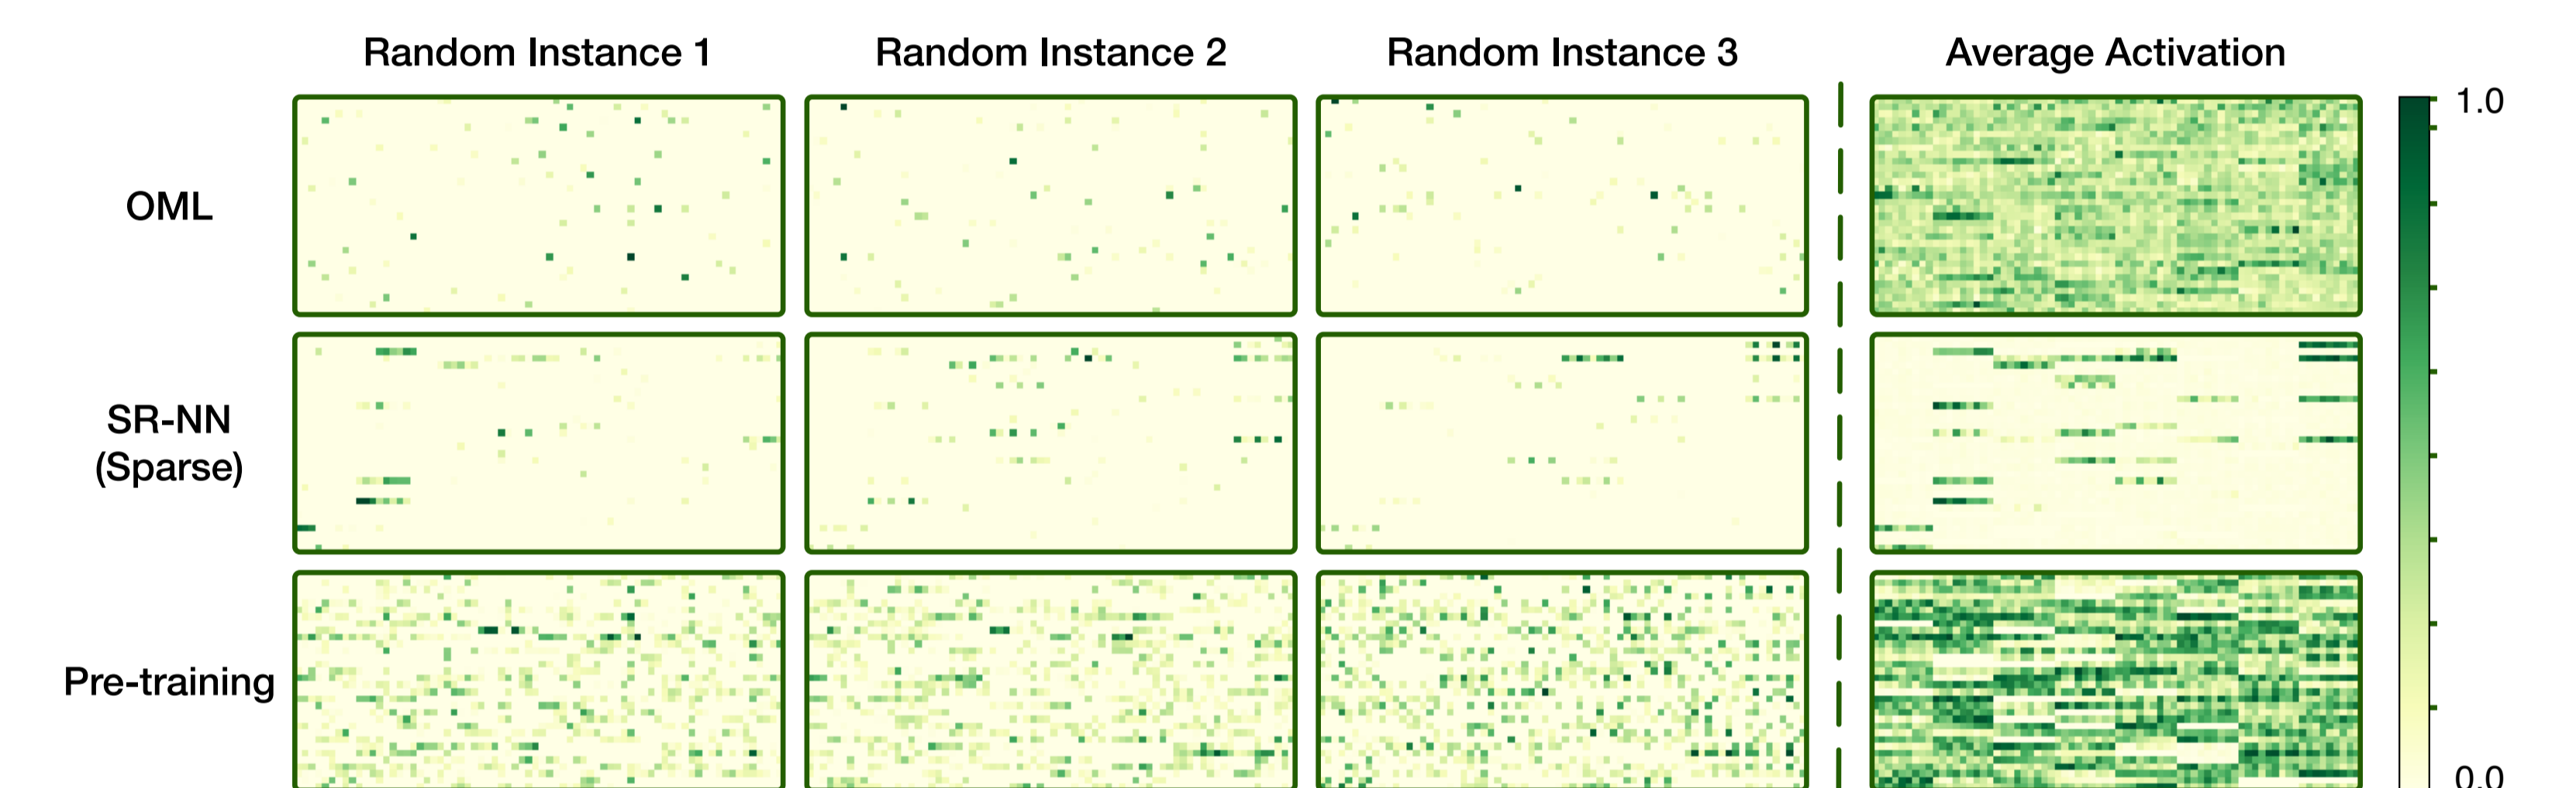 Random Instance 1
Random Instance 2
Random Instance 3
Average Activation
1.0
OML
SR-NN
(Sparse)
Pre-training
0.0